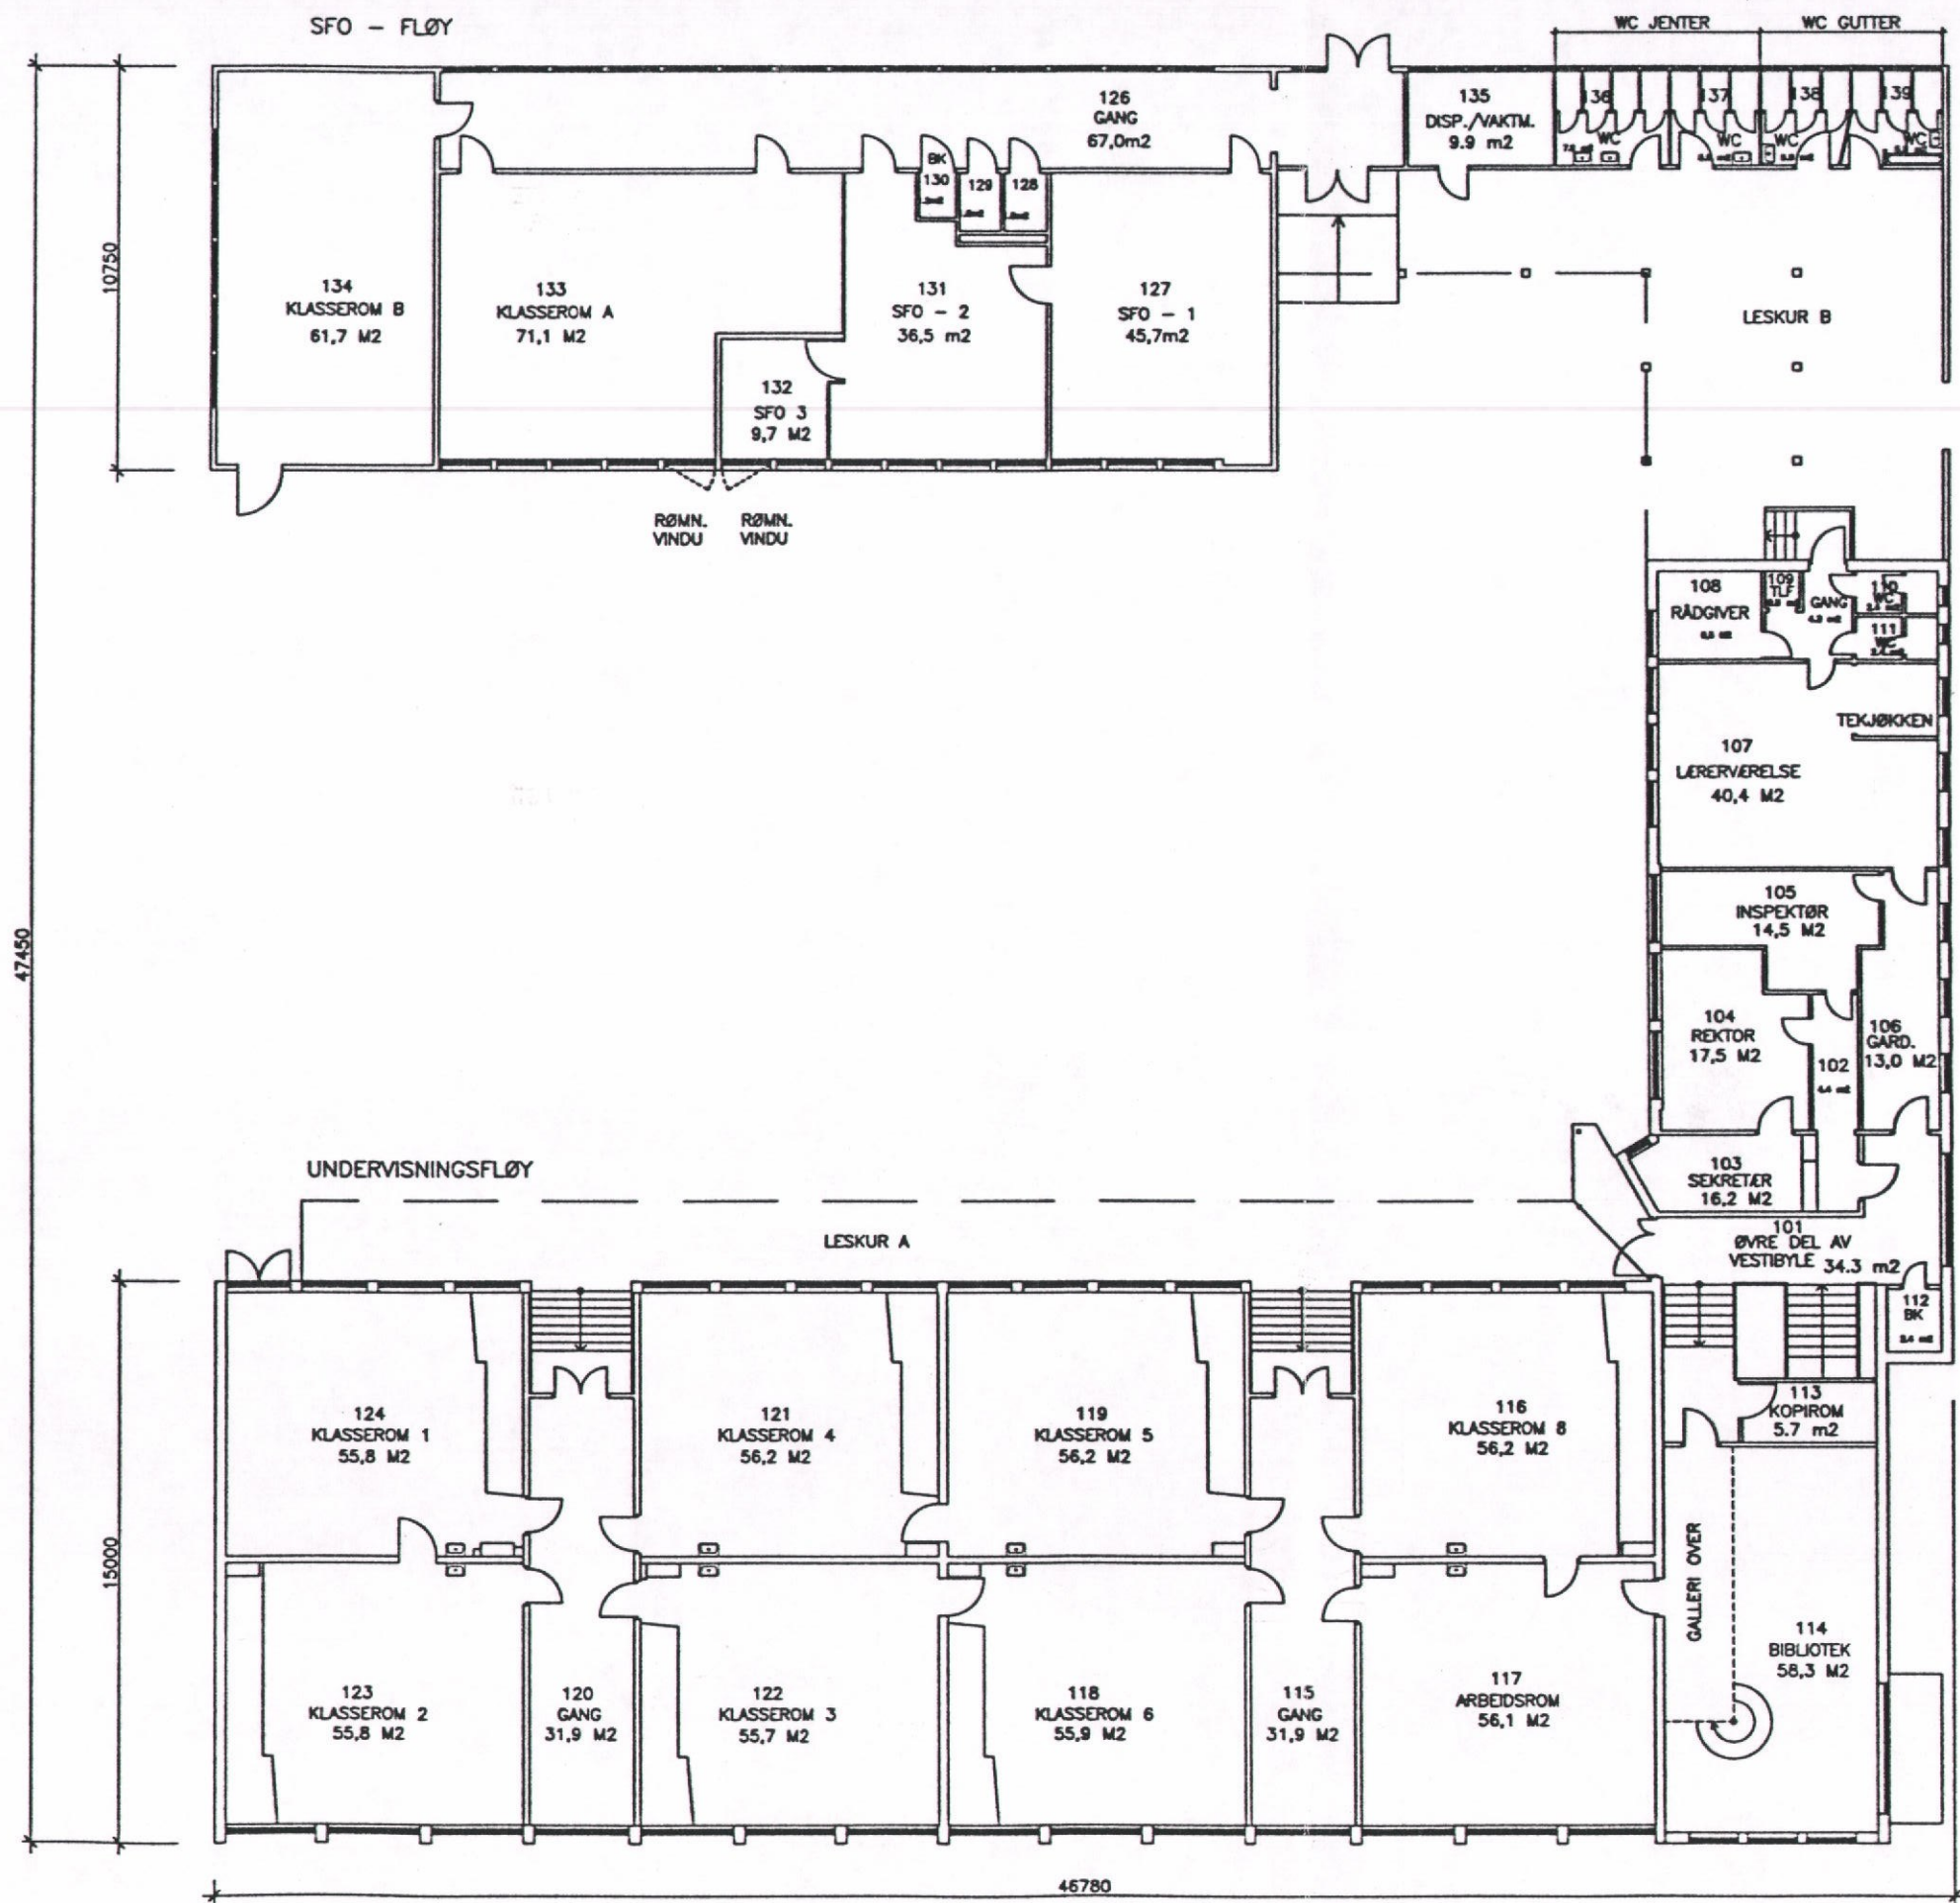 SFO - FLØY
WC JENTER
WC GUTTER
126
GANG
67,0m2
135
DISP./VAKTM.
9.9 m2
136
WC
137
WC
138
WC
139
WC
BK
130
129
128
10750
134
KLASSEROM B
61,7 M2
133
KLASSEROM A
71,1 M2
131
SFO - 2
36,5 m2
127
SFO - 1
45,7m2
LESKUR B
132
SFO 3
9,7 M2
RØMN.
VINDU
RØMN.
VINDU
108
RÅDGIVER
109
TLF
GANG
110
WC
111
WC
TEKJØKKEN
107
LÆRERVÆRELSE
40,4 M2
47450
105
INSPEKTØR
14,5 M2
104
REKTOR
17,5 M2
102
106
GARD.
13,0 M2
UNDERVISNINGSFLØY
103
SEKRETÆR
16,2 M2
LESKUR A
101
ØVRE DEL AV
VESTIBYLE 34.3 m2
112
BK
124
KLASSEROM 1
55,8 M2
121
KLASSEROM 4
56,2 M2
119
KLASSEROM 5
56,2 M2
116
KLASSEROM 8
56,2 M2
113
KOPIROM
5.7 m2
15000
GALLERI OVER
123
KLASSEROM 2
55,8 M2
120
GANG
31,9 M2
122
KLASSEROM 3
55,7 M2
118
KLASSEROM 6
55,9 M2
115
GANG
31,9 M2
117
ARBEIDSROM
56,1 M2
114
BIBLIOTEK
58,3 M2
46780